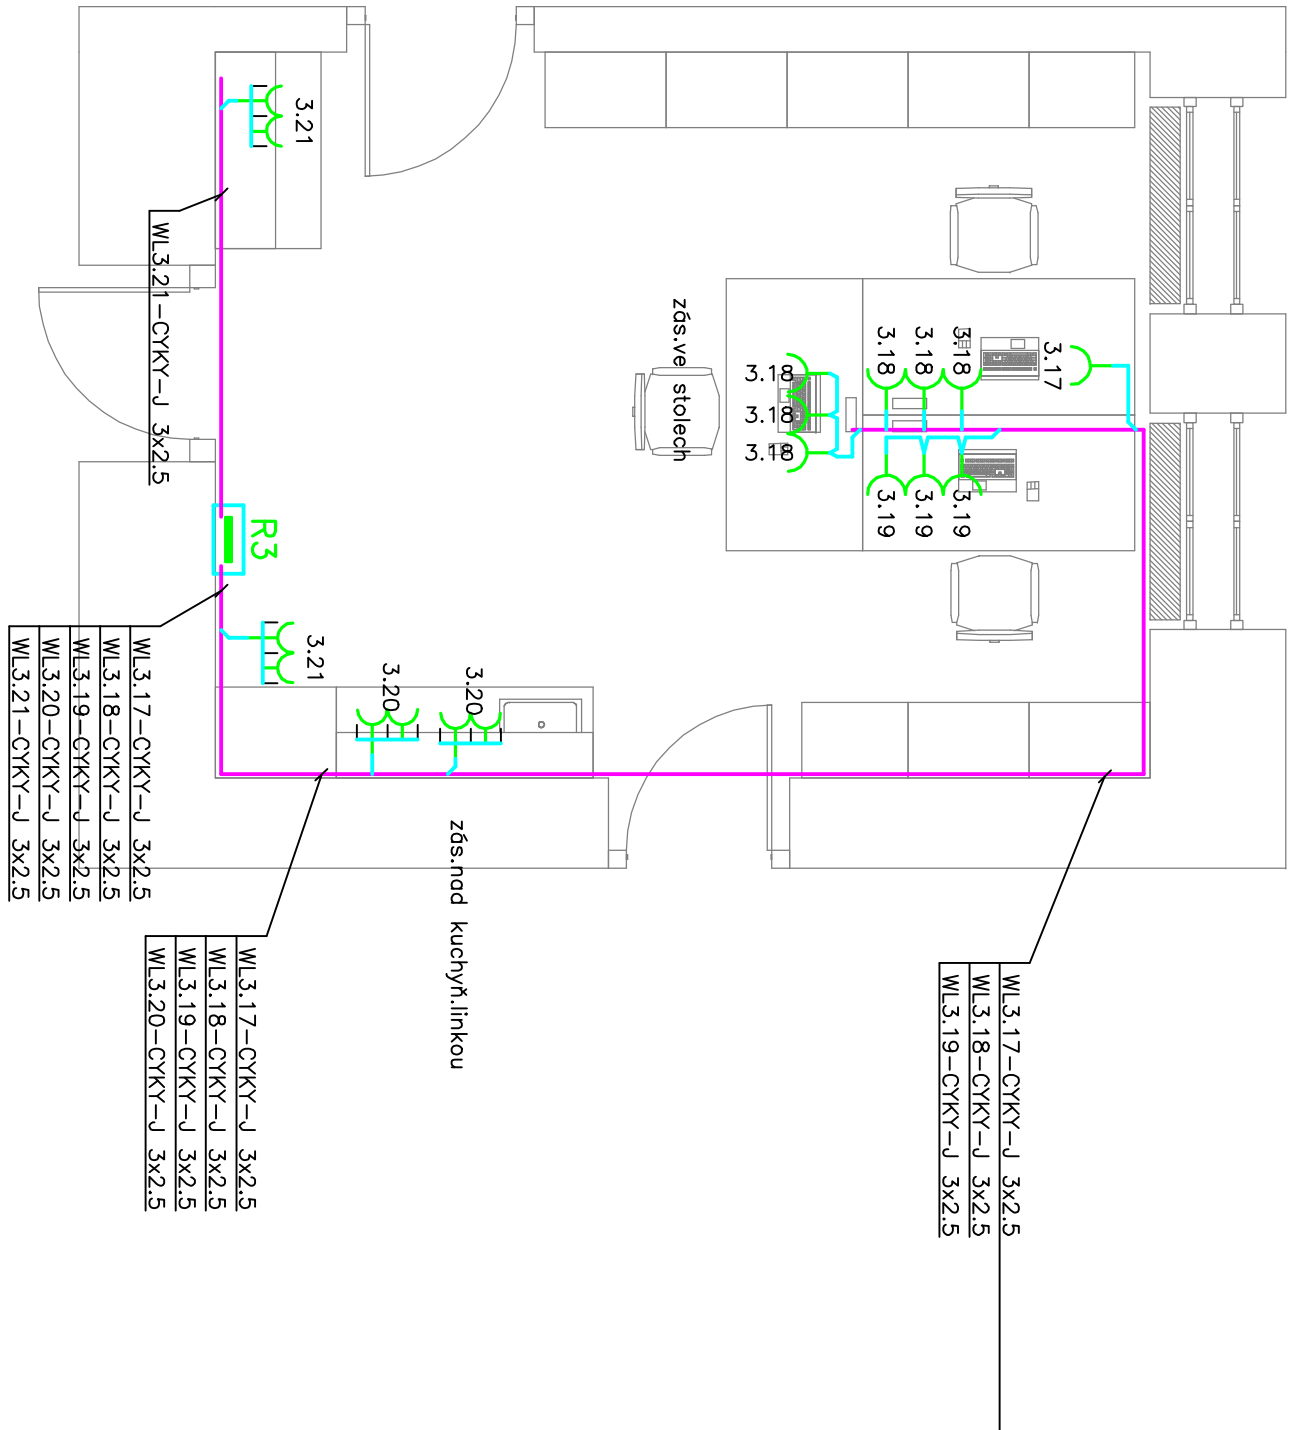 3.21
WL3.21-CYKY-J 3x2.5
zás.ve stolech
3.18
3.18
3.18
3.17
3.18
3.18
3.18
3.19
3.19
3.19
R3
3.21
3.20
3.20
WL3.17-CYKY-J 3x2.5
WL3.18-CYKY-J 3x2.5
WL3.19-CYKY-J 3x2.5
WL3.20-CYKY-J 3x2.5
WL3.21-CYKY-J 3x2.5
zás.nad kuchyň.linkou
WL3.17-CYKY-J 3x2.5
WL3.18-CYKY-J 3x2.5
WL3.19-CYKY-J 3x2.5
WL3.20-CYKY-J 3x2.5
WL3.17-CYKY-J 3x2.5
WL3.18-CYKY-J 3x2.5
WL3.19-CYKY-J 3x2.5